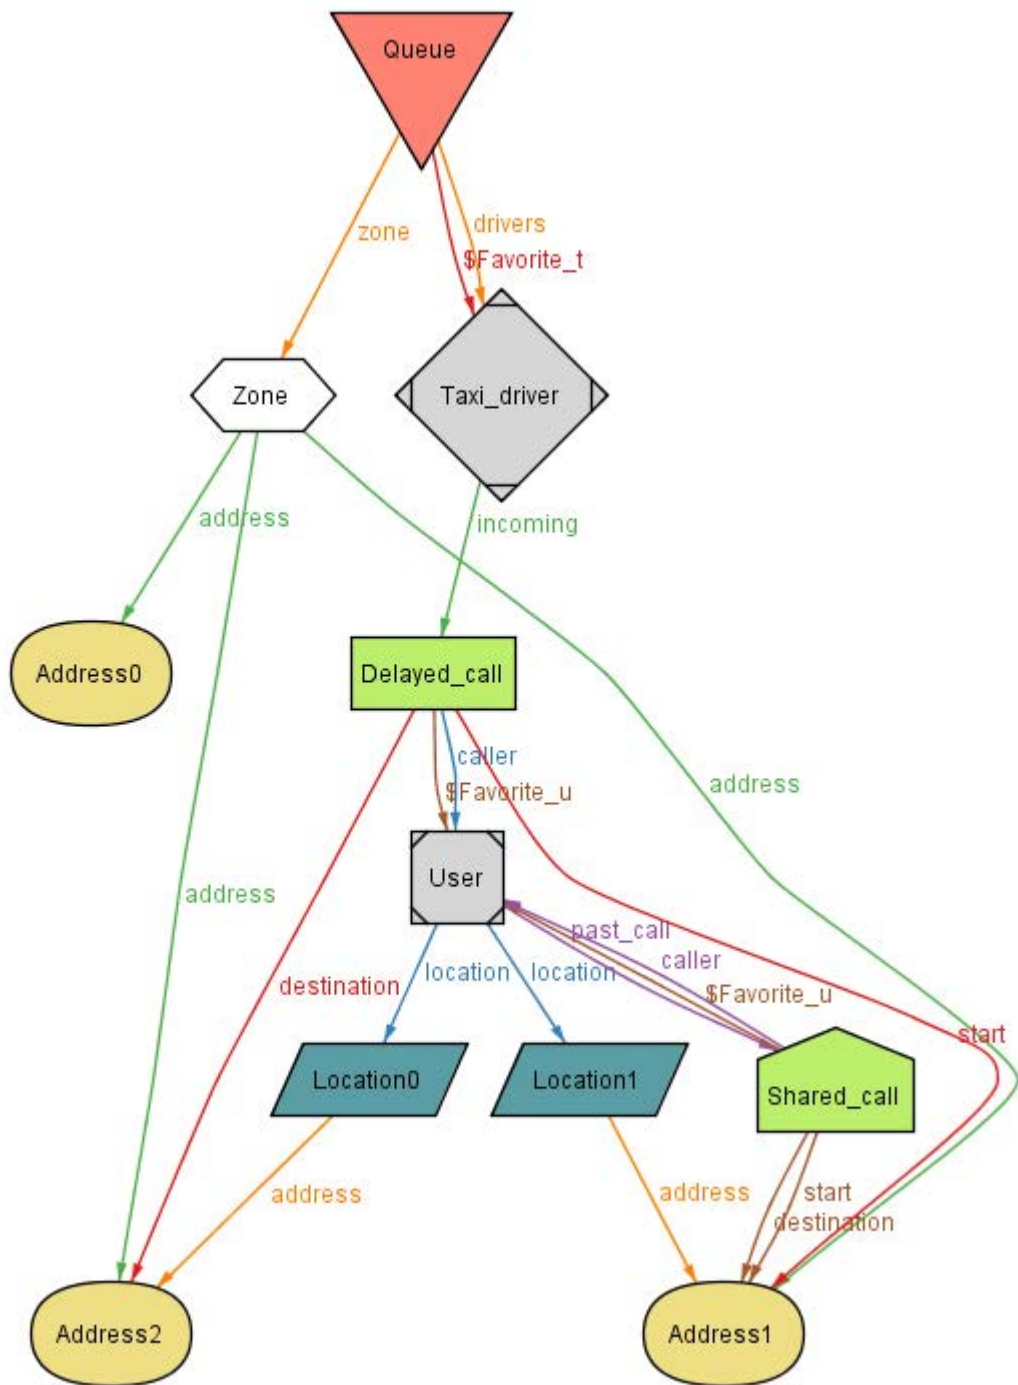 Queue
zone
drivers
$Favorite_t
Zone
Taxi_driver
address
incoming
Address0
Delayed_call
caller
$Favorite_u
address
User
address
past_call
caller
destination
location
location
$Favorite_u
start
Location0
Location1
Shared_call
address
address
start
destination
Address2
Address1